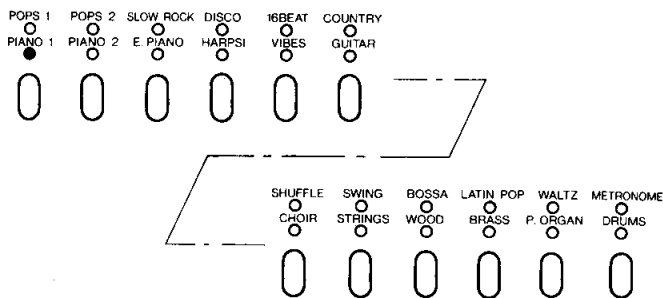 POPS 1 POPS 2 SLOW ROCK DISCO 16BEAT COUNTRY
PIANO 1 PIANO 2 E. PIANO HARPSI VIBES GUITAR
SHUFFLE SWING BOSSA LATIN POP WALTZ METRONOME
CHOIR STRINGS WOOD BRASS P. ORGAN DRUMS